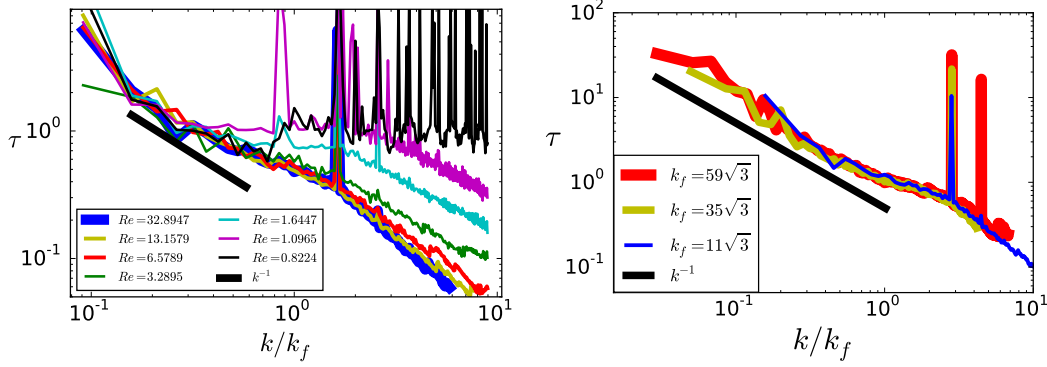 10⁰
10⁻¹
τ
Re=32.8947
Re=13.1579
Re=6.5789
Re=3.2895
Re=1.6447
Re=1.0965
Re=0.8224
k⁻¹
10⁻¹
10⁰
10¹
k/k_f
10²
10¹
10⁰
10⁻¹
τ
k_f=59√3
k_f=35√3
k_f=11√3
k⁻¹
10⁻¹
10⁰
10¹
k/k_f